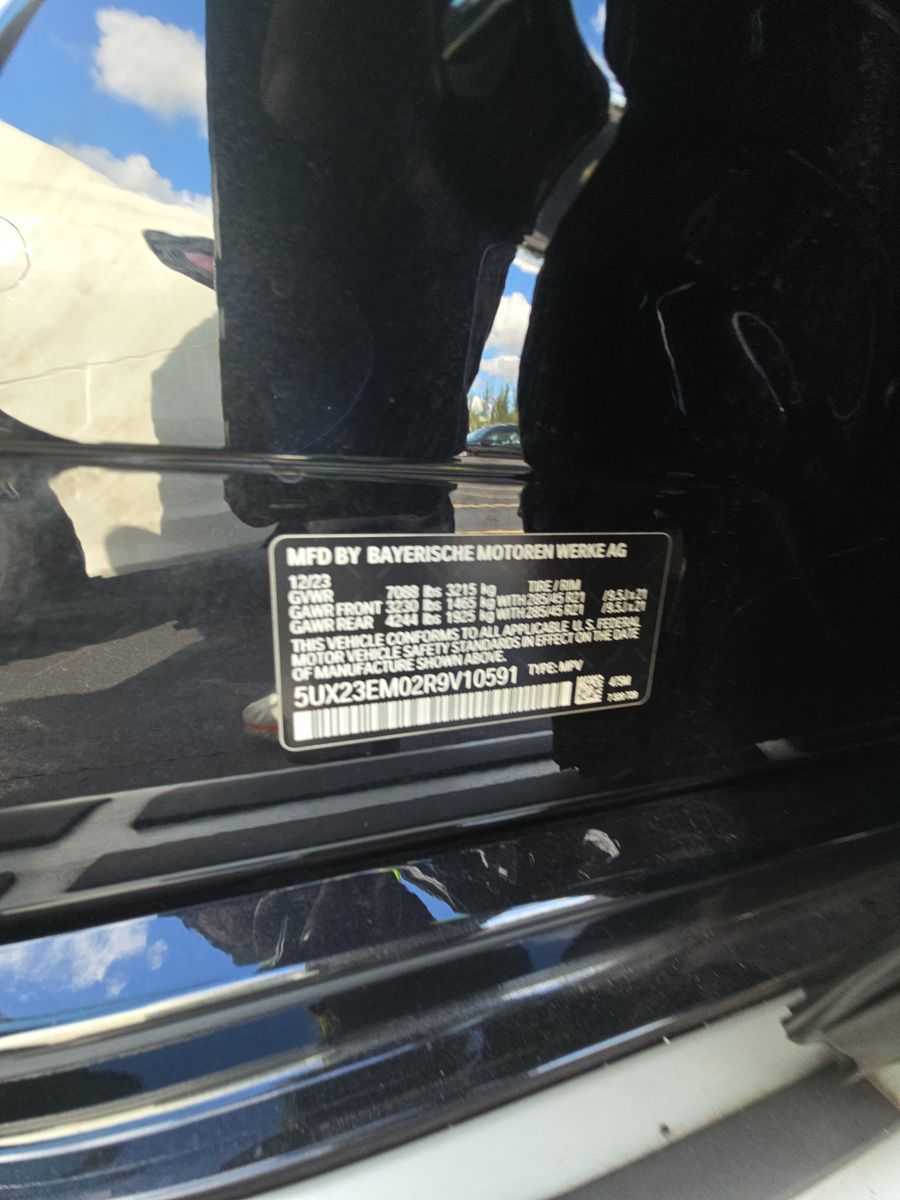 MFD BY BAYERISCHE MOTOREN WERKE AG
12/23 TIRE / RIM
GVWR 7088 lbs 3215 kg
GAWR FRONT 3230 lbs 1465 kg WITH 285/45 R21 /9.5Jx21
GAWR REAR 4244 lbs 1925 kg WITH 285/45 R21 /9.5Jx21
THIS VEHICLE CONFORMS TO ALL APPLICABLE U.S. FEDERAL
MOTOR VEHICLE SAFETY STANDARDS IN EFFECT ON THE DATE
OF MANUFACTURE SHOWN ABOVE.
5UX23EM02R9V10591 TYPE: MPV